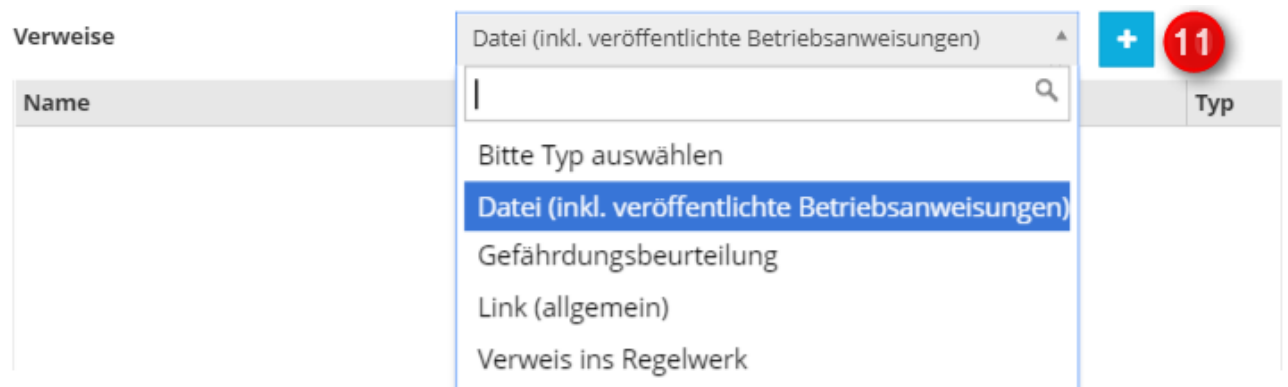 Verweise
Datei (inkl. veröffentlichte Betriebsanweisungen)
+
11
Name
Typ
Bitte Typ auswählen
Datei (inkl. veröffentlichte Betriebsanweisungen)
Gefährdungsbeurteilung
Link (allgemein)
Verweis ins Regelwerk